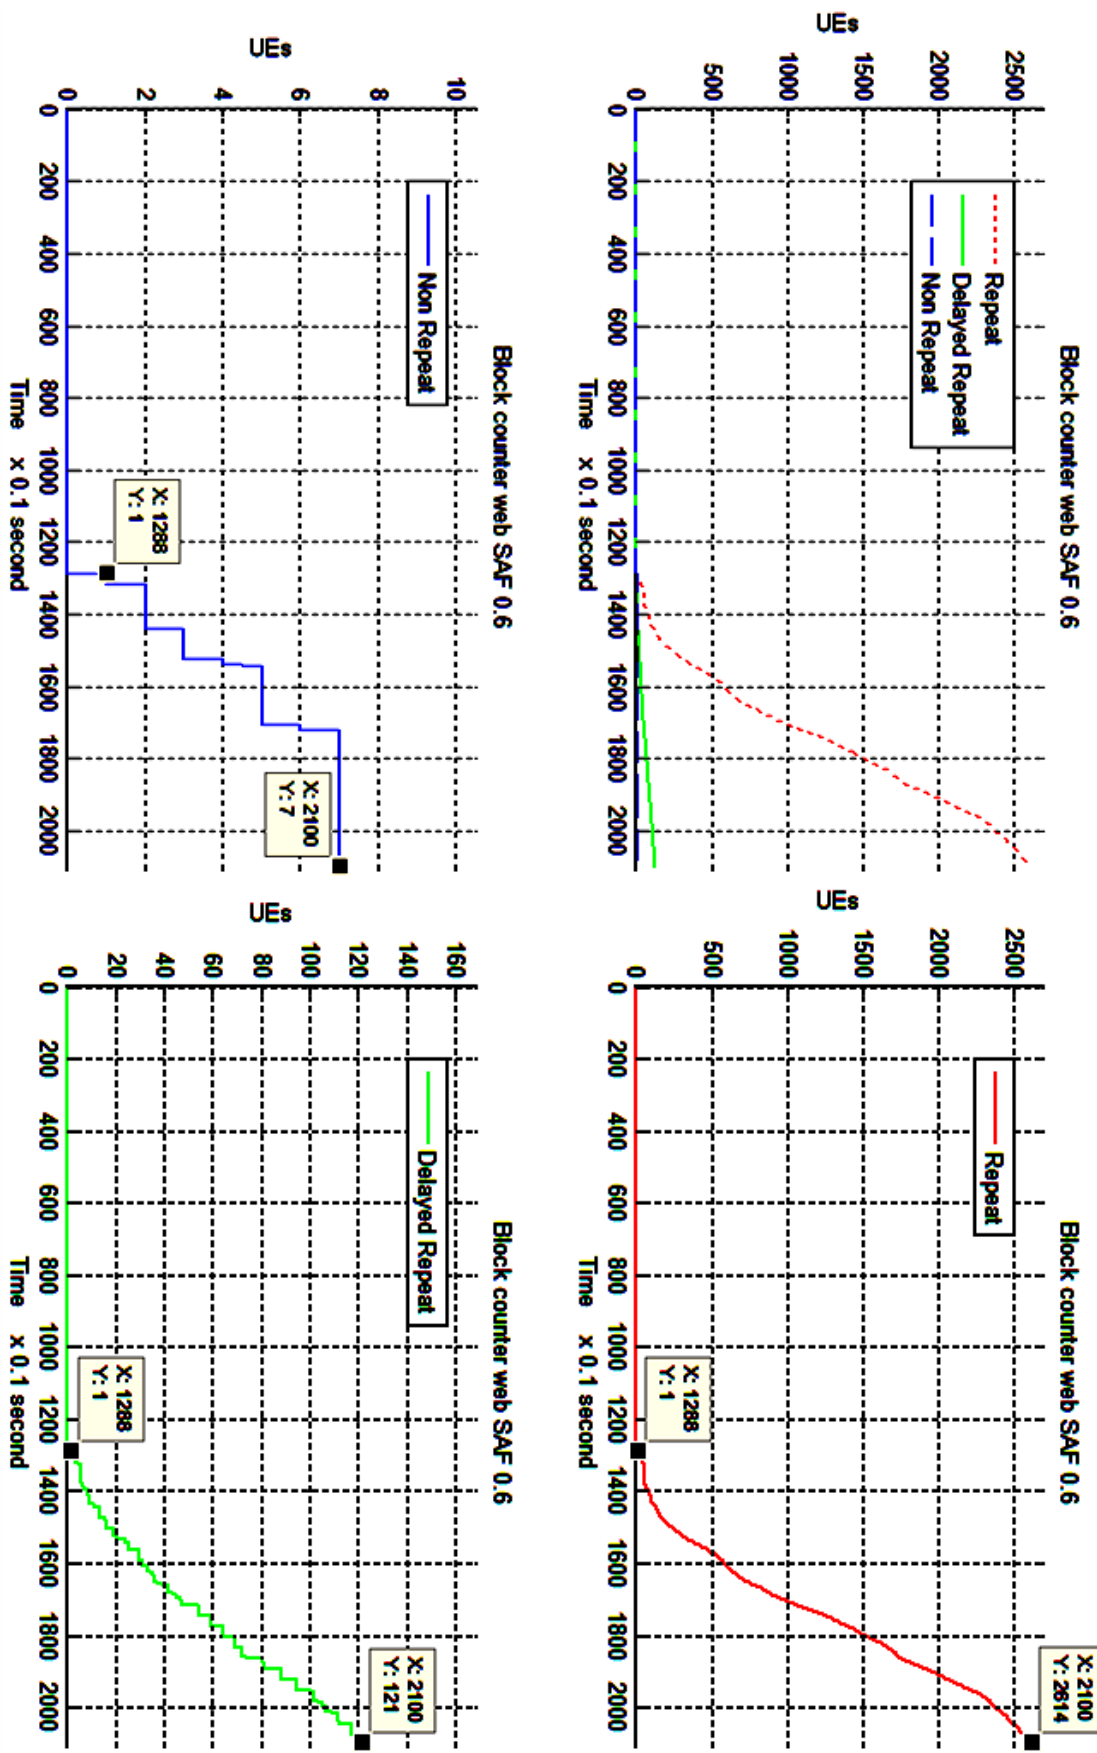 Block counter web SAF 0.6
UEs
2500
2000
1500
1000
500
0
0 200 400 600 800 1000 1200 1400 1600 1800 2000
Time x 0.1 second
Repeat
Delayed Repeat
Non Repeat
Block counter web SAF 0.6
UEs
2500
2000
1500
1000
500
0
0 200 400 600 800 1000 1200 1400 1600 1800 2000
Time x 0.1 second
Repeat
X: 1288
Y: 1
X: 2100
Y: 2614
Block counter web SAF 0.6
UEs
10
8
6
4
2
0
0 200 400 600 800 1000 1200 1400 1600 1800 2000
Time x 0.1 second
Non Repeat
X: 1288
Y: 1
X: 2100
Y: 7
Block counter web SAF 0.6
UEs
160
140
120
100
80
60
40
20
0
0 200 400 600 800 1000 1200 1400 1600 1800 2000
Time x 0.1 second
Delayed Repeat
X: 1288
Y: 1
X: 2100
Y: 121